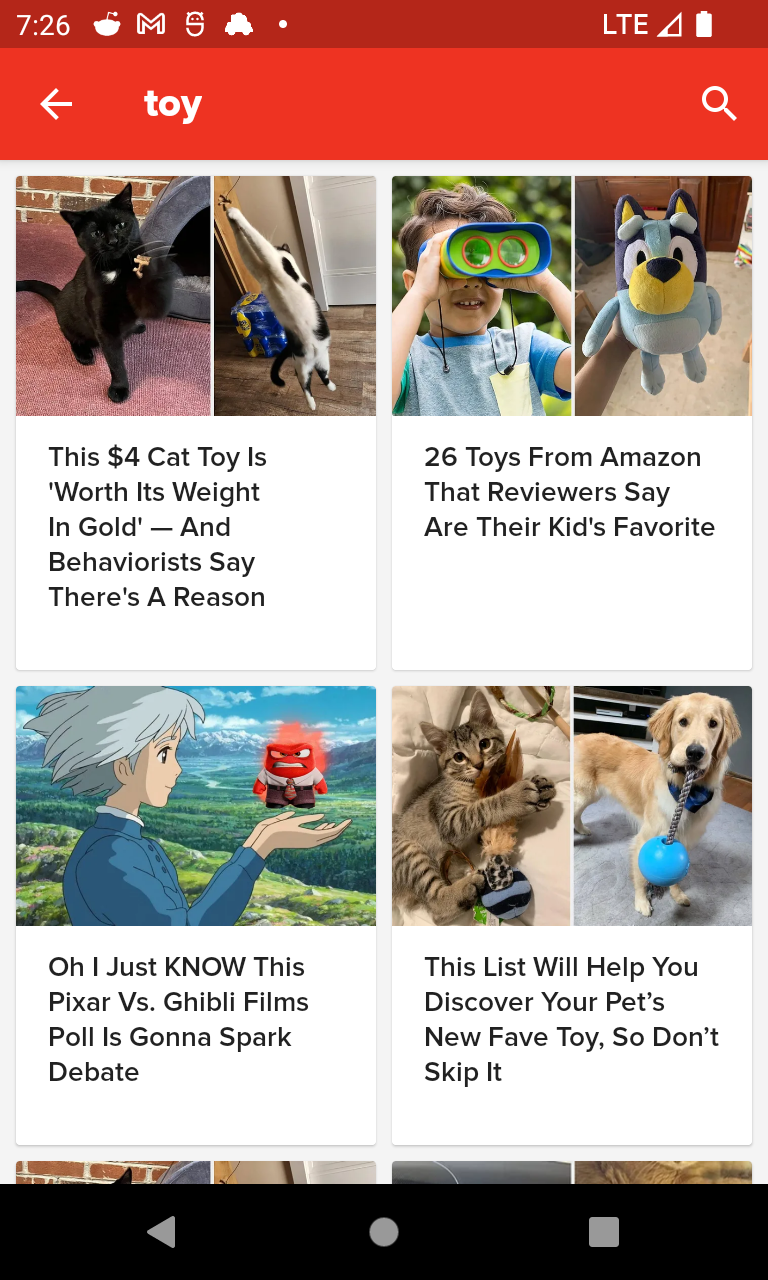 7:26
LTE
toy
This $4 Cat Toy Is
'Worth Its Weight
In Gold' — And
Behaviorists Say
There's A Reason
26 Toys From Amazon
That Reviewers Say
Are Their Kid's Favorite
Oh I Just KNOW This
Pixar Vs. Ghibli Films
Poll Is Gonna Spark
Debate
This List Will Help You
Discover Your Pet’s
New Fave Toy, So Don’t
Skip It